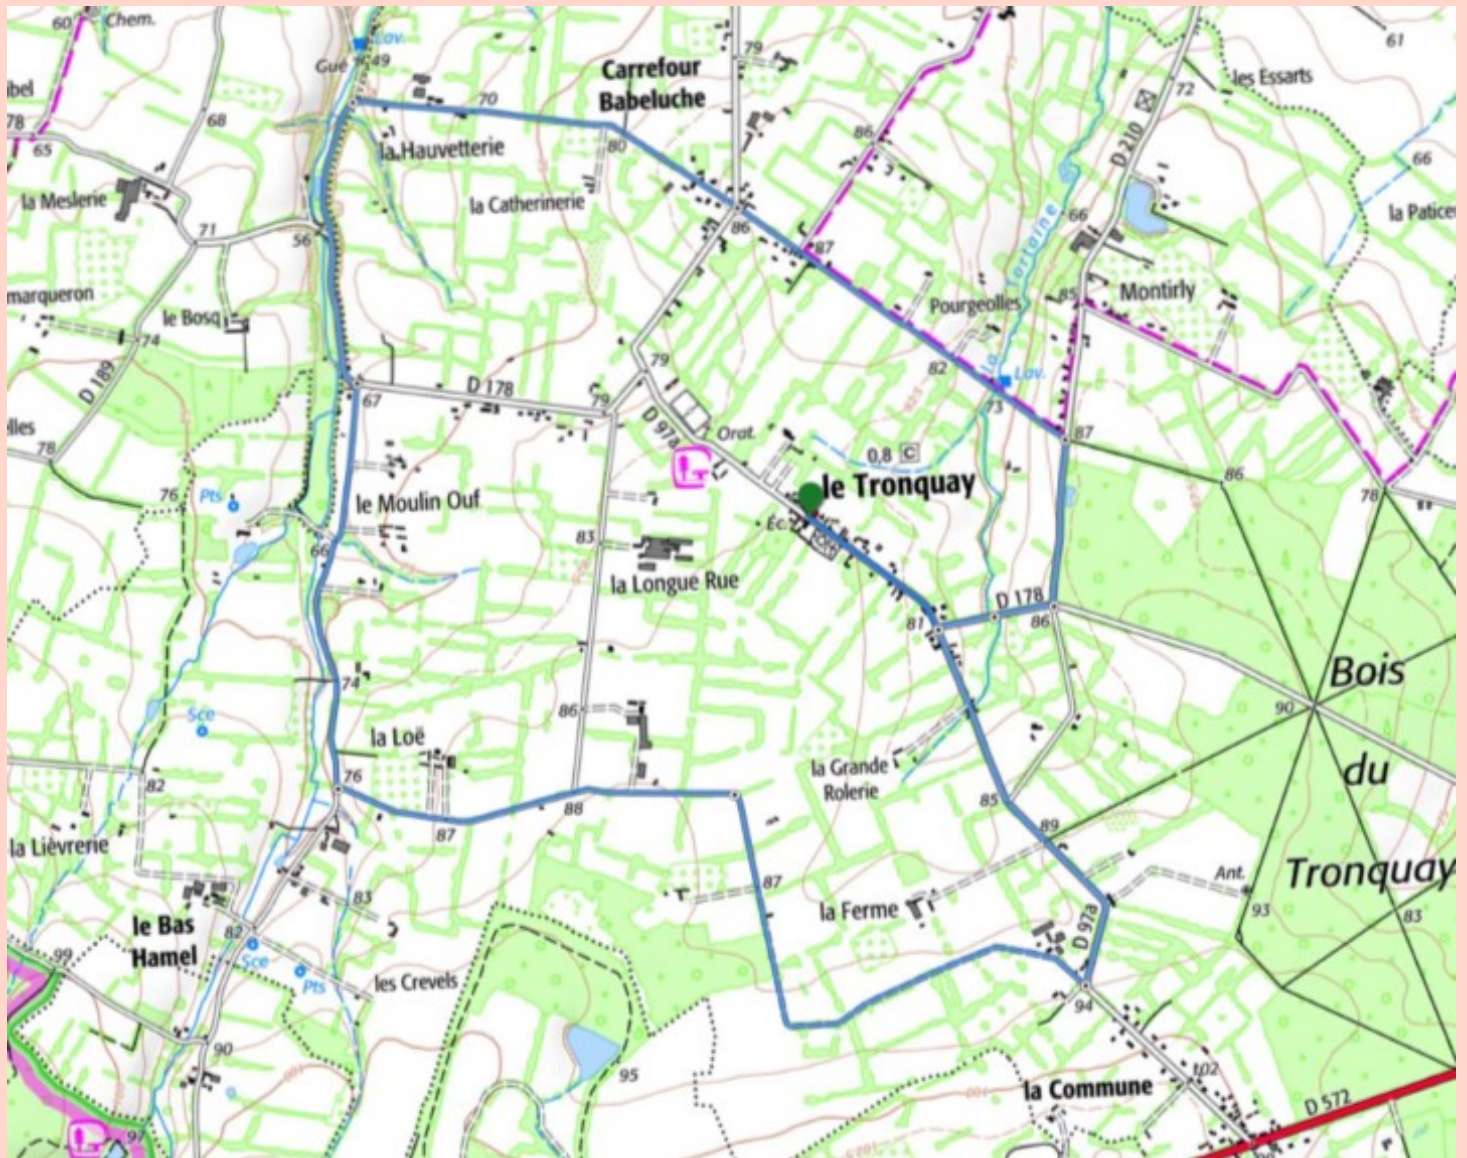 60
Chem.
Lav.
Gué
49
79
61
Carrefour
Babeluche
les Essarts
72
ibel
70
D 210
78
65
68
80
86
66
la Hauvetterie
la Meslerie
la Catherinerie
66
71
56
86
87
la Tortaine
marqueron
le Bosq
Pourgeolles
85
Montirly
74
D 189
79
82
Lav.
D 178
67
79
73
elles
78
D 97a
Orat.
87
0,8 C
86
76
Pts
le Moulin Ouf
le Tronquay
78
Éc.
83
66
la Longue Rue
D 178
81
86
Bois
74
90
Sce
86
la Loë
du
76
la Grande
Rolerie
82
88
85
87
89
la Lièvrerie
Tronquay
Ant.
87
83
la Ferme
93
83
le Bas
Hamel
82
D 97a
Sce
99
Pts
les Crevels
94
90
95
100
100
102
la Commune
D 572
97